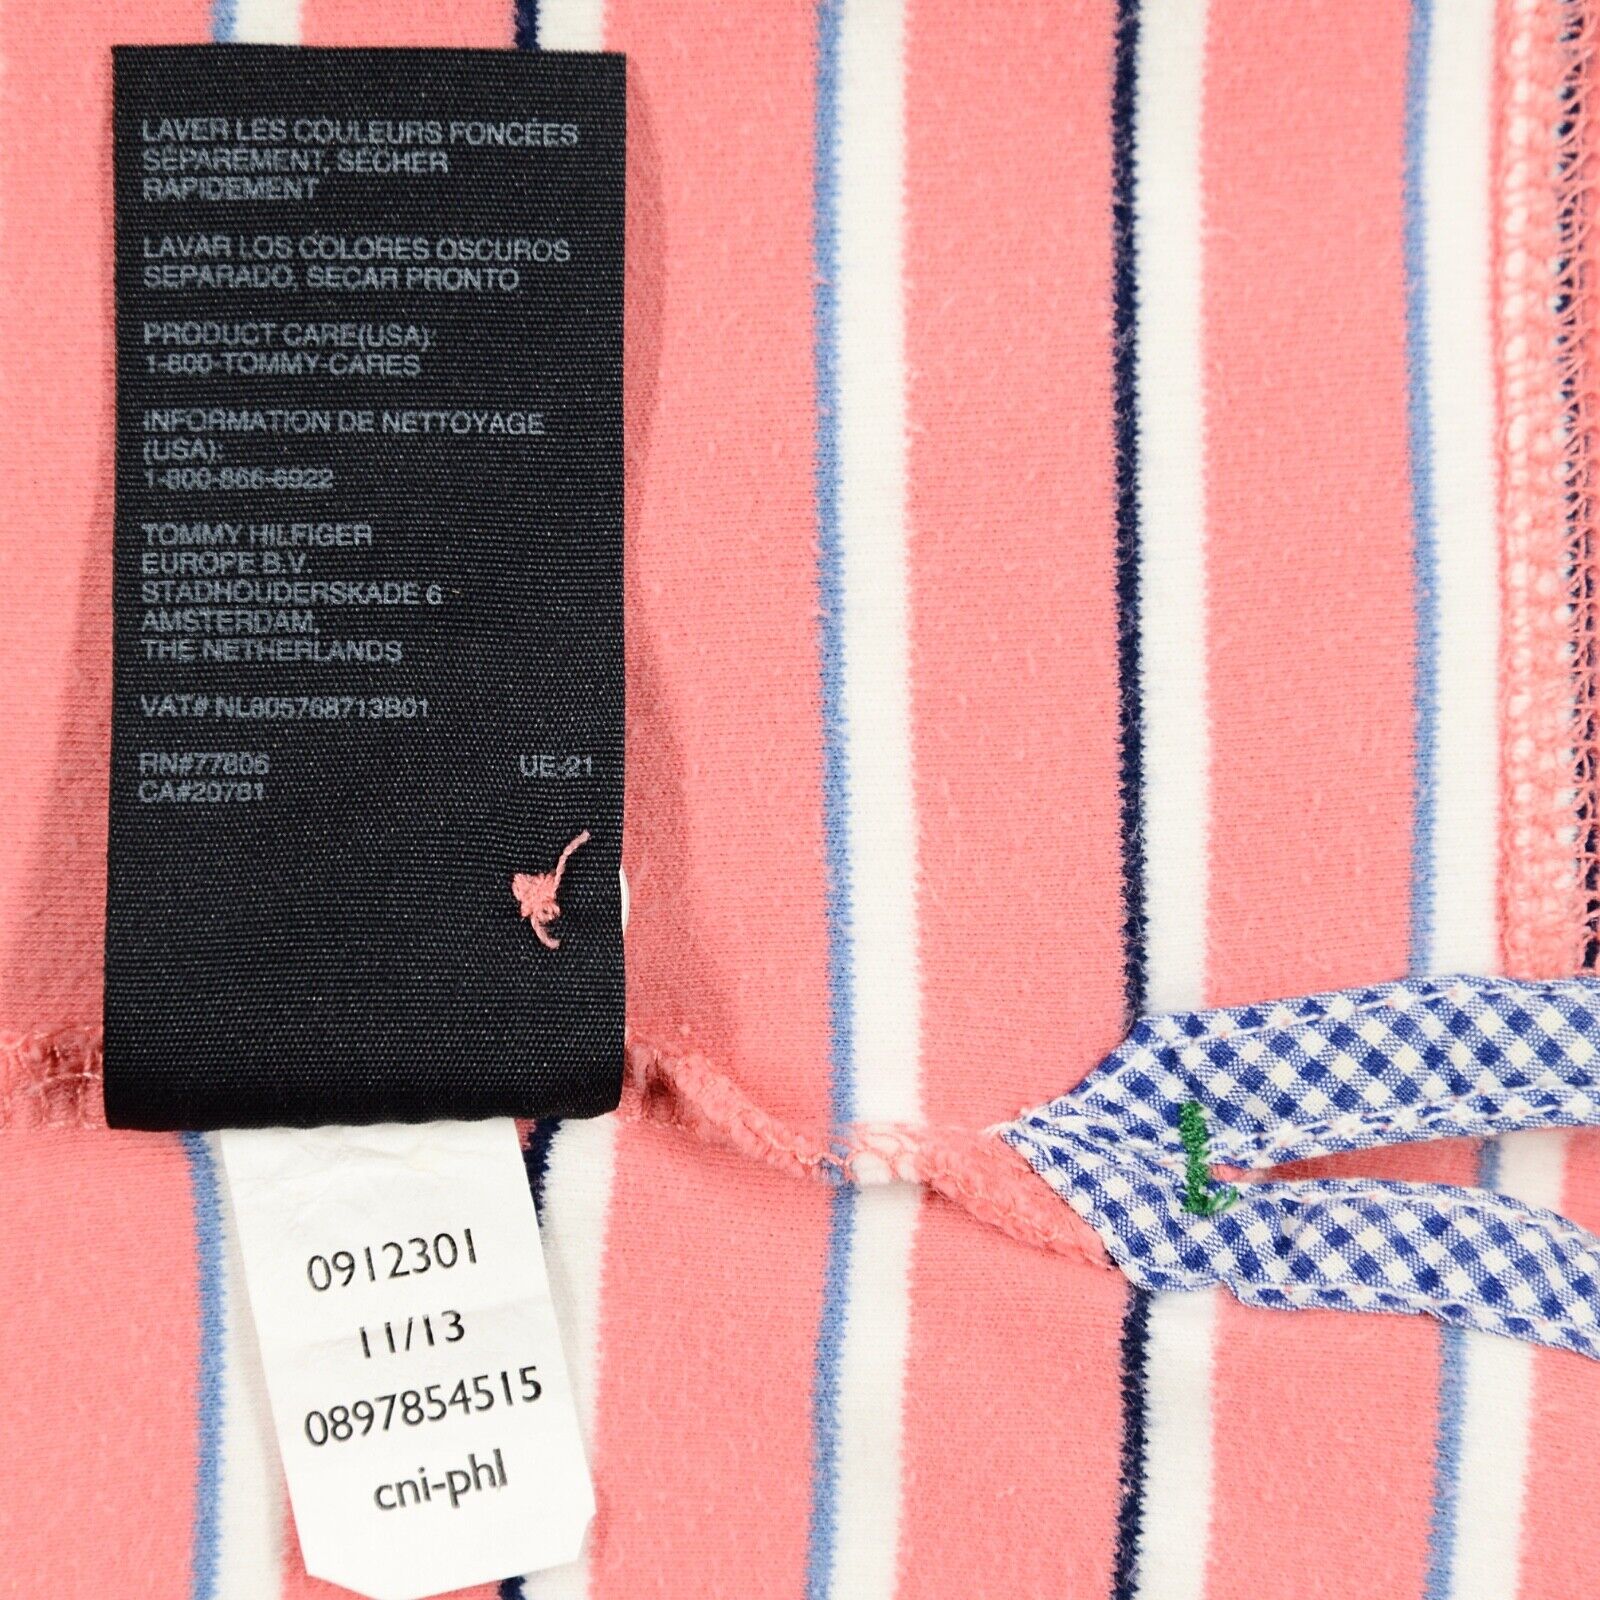 LAVER LES COULEURS FONCÉES
SÉPAREMENT, SÉCHER
RAPIDEMENT
LAVAR LOS COLORES OSCUROS
SEPARADO, SECAR PRONTO
PRODUCT CARE(USA):
1-800-TOMMY-CARES
INFORMATION DE NETTOYAGE
(USA):
1-800-866-6922
TOMMY HILFIGER
EUROPE B.V.
STADHOUDERSKADE 6
AMSTERDAM,
THE NETHERLANDS
VAT# NL805768713B01
RN#77806 UE-21
CA#20781
0912301
11/13
0897854515
cni-phl